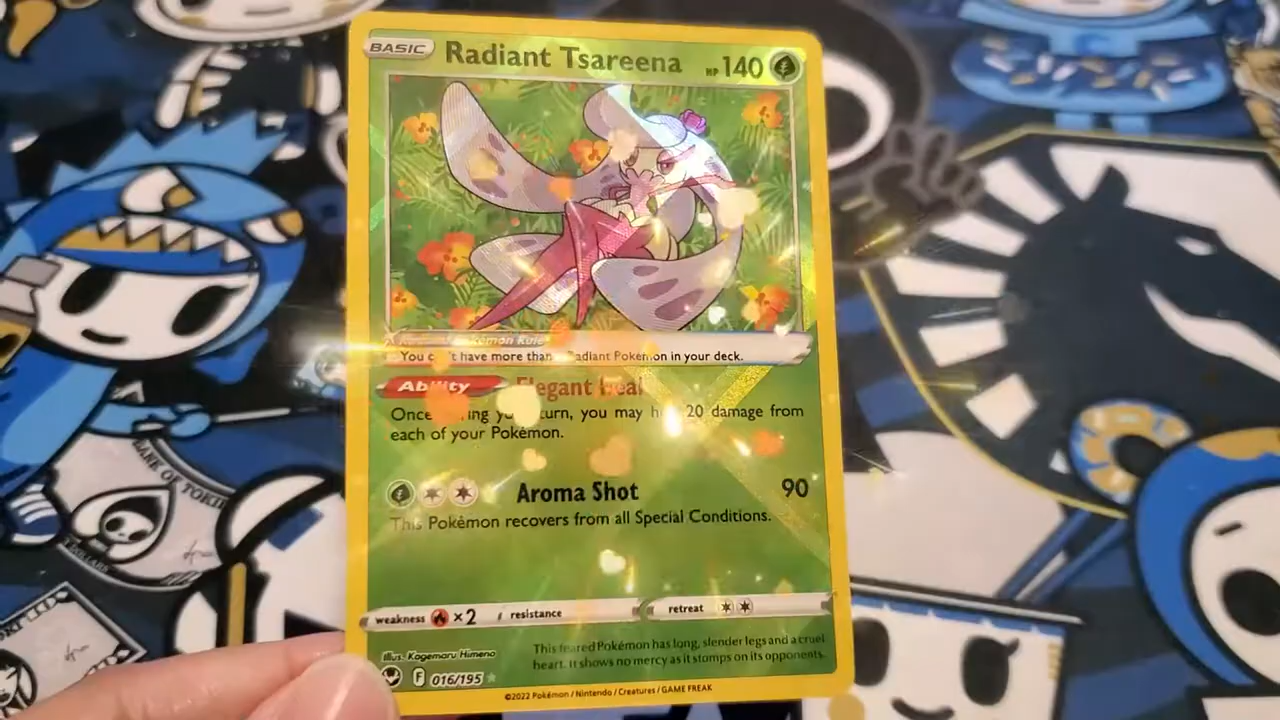 BASIC Radiant Tsareena HP 140
Radiant Pokémon Rule
You can't have more than Radiant Pokémon in your deck.
Ability Elegant Heal
Once during your turn, you may 20 damage from
each of your Pokémon.
Aroma Shot 90
This Pokémon recovers from all Special Conditions.
weakness ×2 resistance retreat
This feared Pokémon has long, slender legs and a cruel
heart. It shows no mercy as it stomps on its opponents.
Illus. Kagemaru Himeno
F 016/195
©2022 Pokémon / Nintendo / Creatures / GAME FREAK
BANK OF TOKI